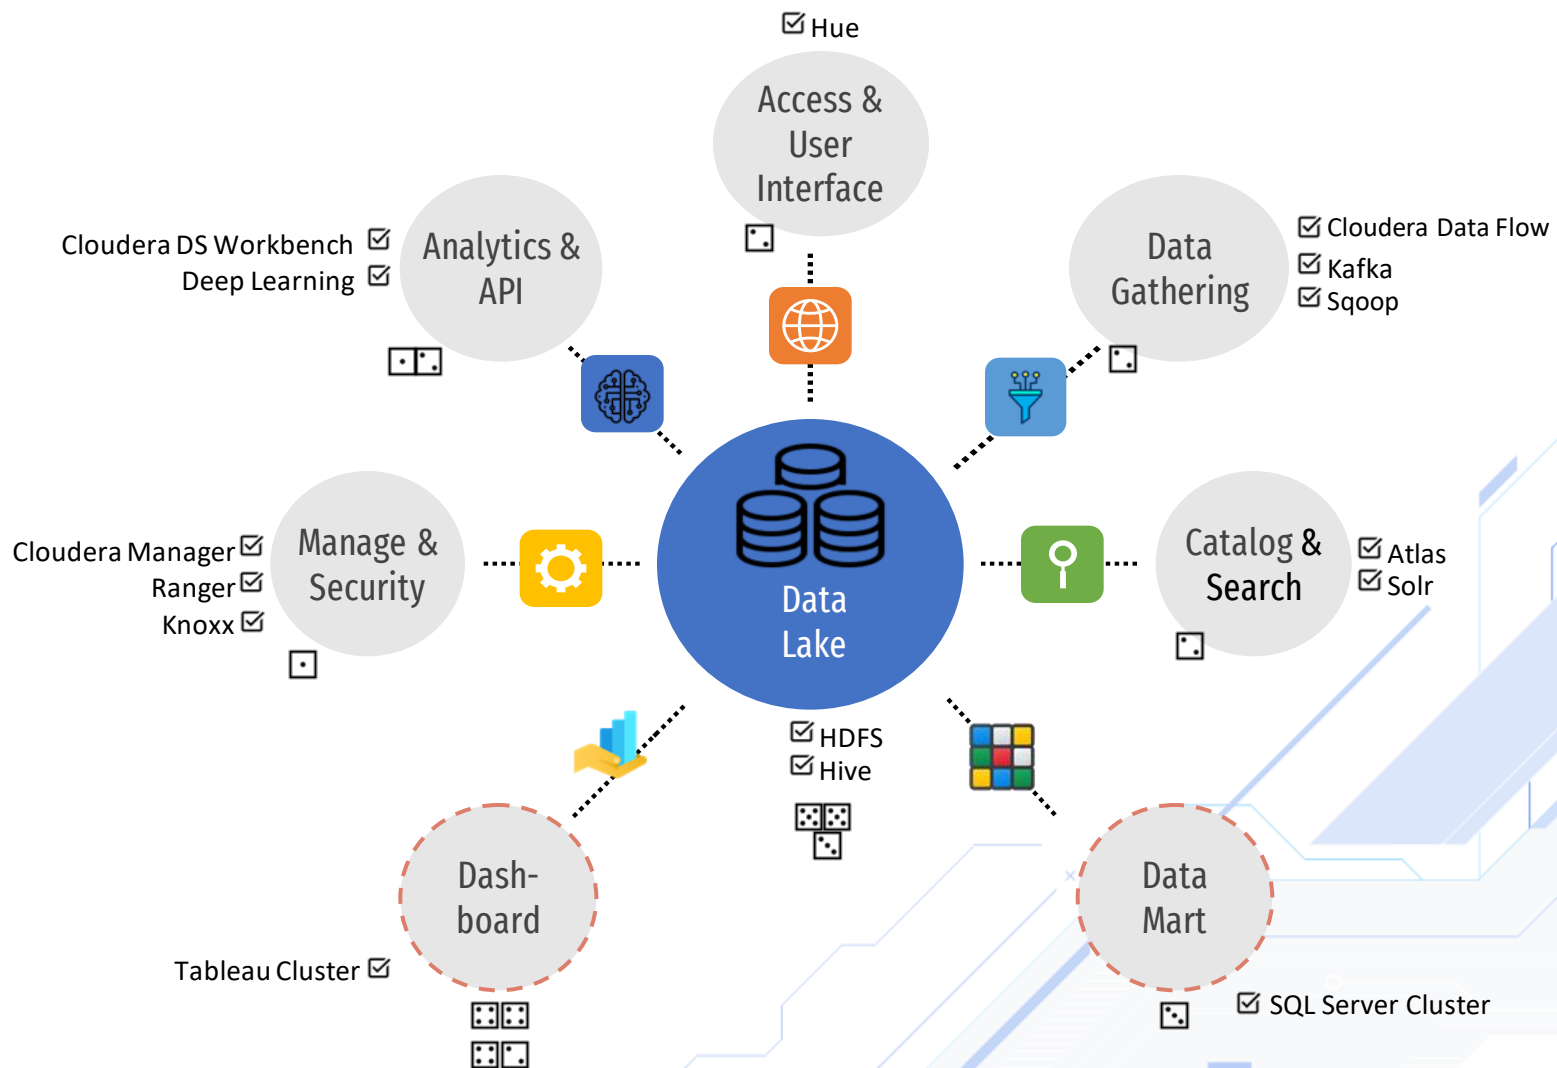 Hue
Access &
User
Interface
Cloudera DS Workbench
Deep Learning
Analytics &
API
Data
Gathering
Cloudera Data Flow
Kafka
Sqoop
Cloudera Manager
Ranger
Knoxx
Manage &
Security
Data
Lake
Catalog &
Search
Atlas
Solr
HDFS
Hive
Dash-
board
Tableau Cluster
Data
Mart
SQL Server Cluster